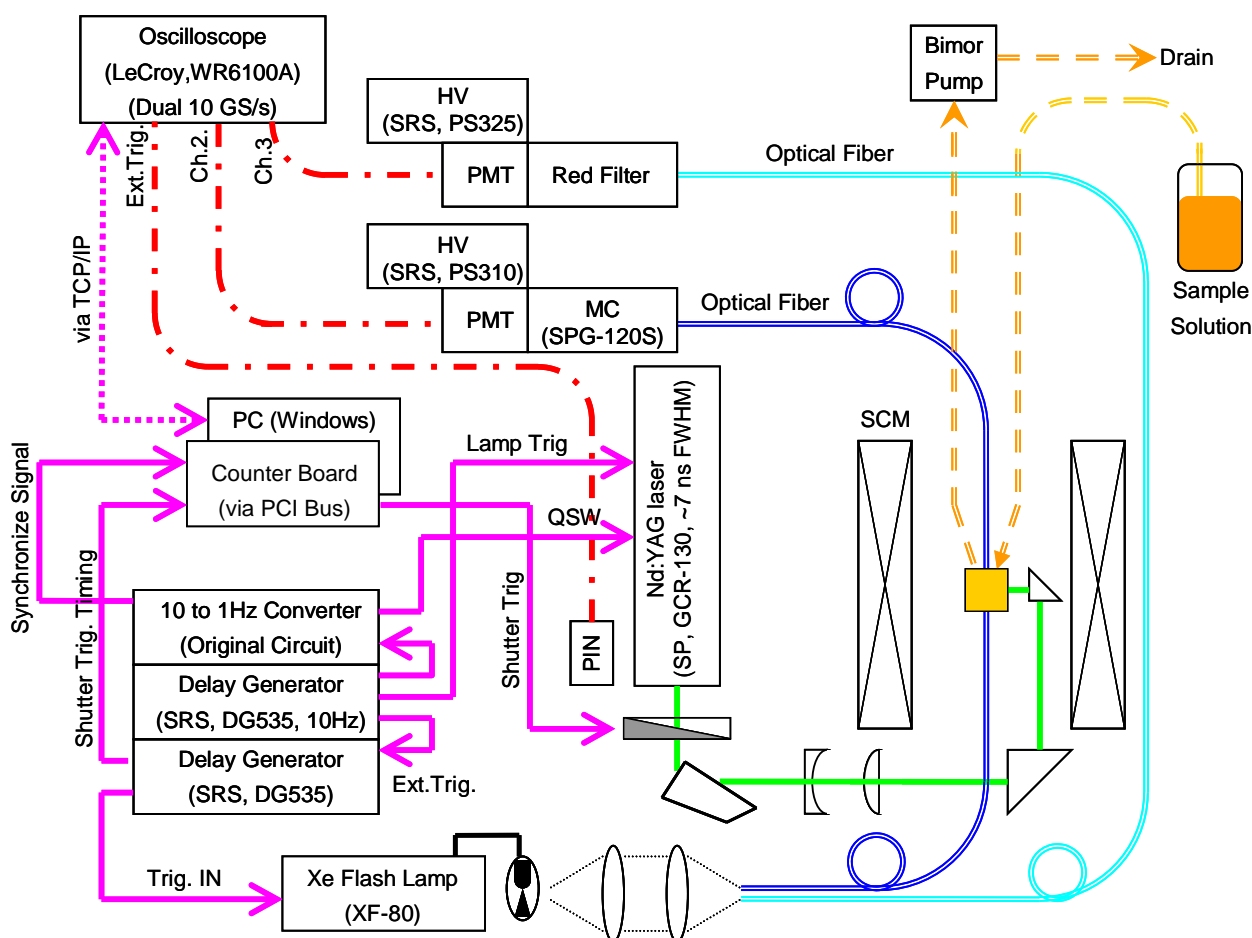 Oscilloscope
(LeCroy,WR6100A)
(Dual 10 GS/s)
Ext.Trig.
Ch.2.
Ch.3
via TCP/IP
HV
(SRS, PS325)
PMT
Red Filter
Optical Fiber
HV
(SRS, PS310)
PMT
MC
(SPG-120S)
Optical Fiber
Bimor
Pump
Drain
Sample
Solution
SCM
PC (Windows)
Counter Board
(via PCI Bus)
Lamp Trig
QSW
Nd:YAG laser
(SP, GCR-130, ~7 ns FWHM)
Synchronize Signal
Shutter Trig. Timing
Shutter Trig
PIN
10 to 1Hz Converter
(Original Circuit)
Delay Generator
(SRS, DG535, 10Hz)
Delay Generator
(SRS, DG535)
Ext.Trig.
Trig. IN
Xe Flash Lamp
(XF-80)